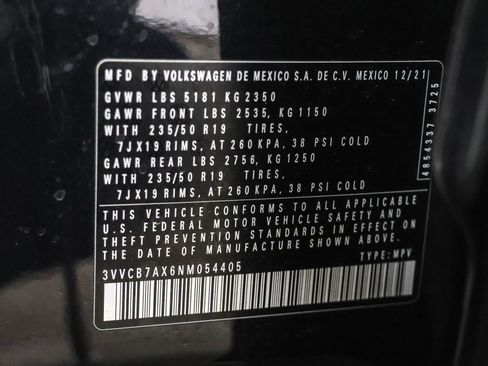 MFD BY VOLKSWAGEN DE MEXICO S.A. DE C.V. MEXICO 12/21
GVWR LBS 5181 KG 2350
GAWR FRONT LBS 2535, KG 1150
WITH 235/50 R19 TIRES,
7JX19 RIMS, AT 260 KPA, 38 PSI COLD
GAWR REAR LBS 2756, KG 1250
WITH 235/50 R19 TIRES,
7JX19 RIMS, AT 260 KPA, 38 PSI COLD
THIS VEHICLE CONFORMS TO ALL APPLICABLE
U.S. FEDERAL MOTOR VEHICLE SAFETY AND
THEFT PREVENTION STANDARDS IN EFFECT ON
THE DATE OF MANUFACTURE SHOWN ABOVE
3VVCB7AX6NM054405 TYPE: MPV
4854337 3725